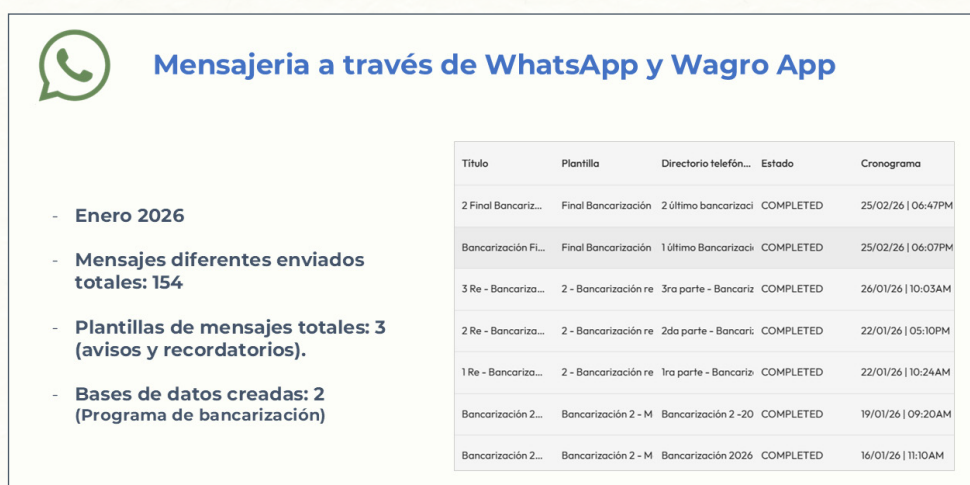 Mensajeria a través de WhatsApp y Wagro App
- Enero 2026
- Mensajes diferentes enviados
totales: 154
- Plantillas de mensajes totales: 3
(avisos y recordatorios).
- Bases de datos creadas: 2
(Programa de bancarización)
Título Plantilla Directorio telefón... Estado Cronograma
2 Final Bancariz... Final Bancarización 2 último bancarizaci COMPLETED 25/02/26 | 06:47PM
Bancarización Fi... Final Bancarización 1 último Bancarizació COMPLETED 25/02/26 | 06:07PM
3 Re - Bancariza... 2 - Bancarización re 3ra parte - Bancariz COMPLETED 26/01/26 | 10:03AM
2 Re - Bancariza... 2 - Bancarización re 2da parte - Bancari COMPLETED 22/01/26 | 05:10PM
1 Re - Bancariza... 2 - Bancarización re 1ra parte - Bancariz COMPLETED 22/01/26 | 10:24AM
Bancarización 2... Bancarización 2 - M Bancarización 2 -20 COMPLETED 19/01/26 | 09:20AM
Bancarización 2... Bancarización 2 - M Bancarización 2026 COMPLETED 16/01/26 | 11:10AM